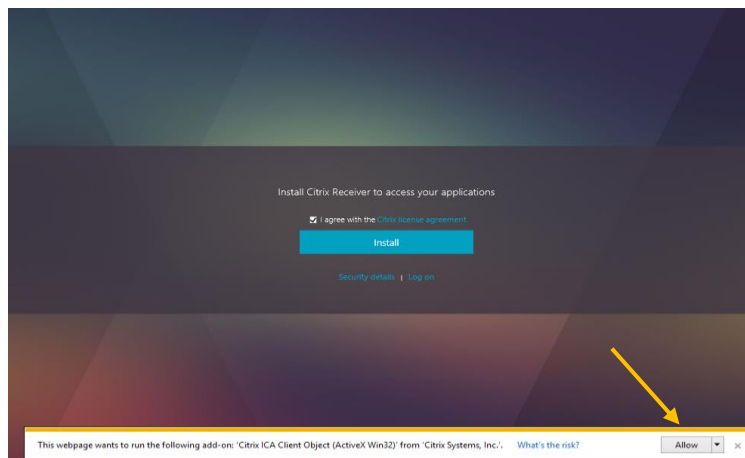 Install Citrix Receiver to access your applications
I agree with the Citrix license agreement
Install
Security details | Log on
This webpage wants to run the following add-on: 'Citrix ICA Client Object (ActiveX Win32)' from 'Citrix Systems, Inc.'. What's the risk? Allow